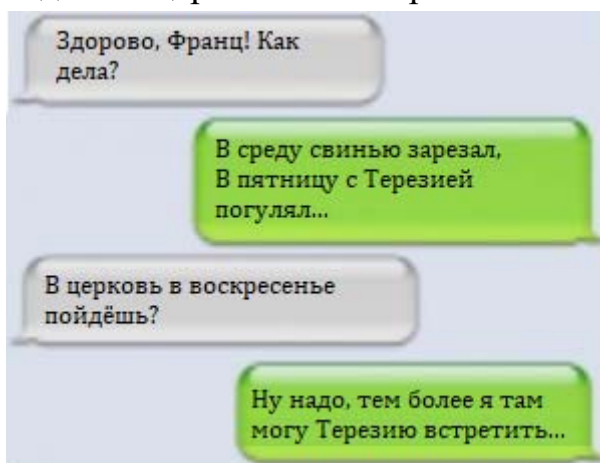 Здорово, Франц! Как
дела?
В среду свинью зарезал,
В пятницу с Терезией
погулял...
В церковь в воскресенье
пойдёшь?
Ну надо, тем более я там
могу Терезию встретить...